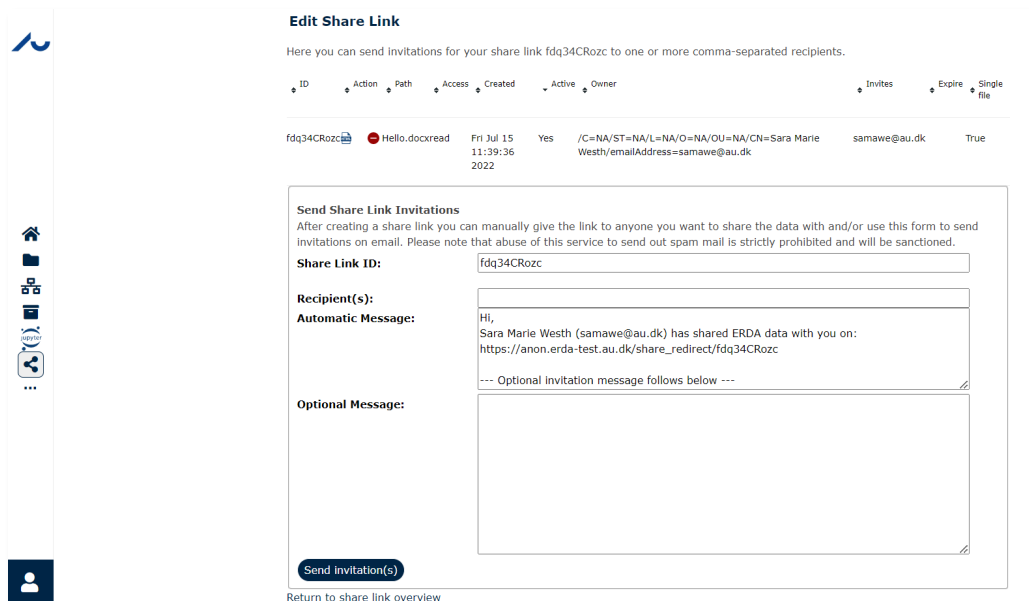 Edit Share Link
Here you can send invitations for your share link fdq34CRozc to one or more comma-separated recipients.
ID Action Path Access Created Active Owner Invites Expire Single
file
fdq34CRozc Hello.docx read Fri Jul 15 Yes /C=NA/ST=NA/L=NA/O=NA/OU=NA/CN=Sara Marie samawe@au.dk True
11:39:36 Westh/emailAddress=samawe@au.dk
2022
Send Share Link Invitations
After creating a share link you can manually give the link to anyone you want to share the data with and/or use this form to send
invitations on email. Please note that abuse of this service to send out spam mail is strictly prohibited and will be sanctioned.
Share Link ID: fdq34CRozc
Recipient(s):
Automatic Message: Hi,
Sara Marie Westh (samawe@au.dk) has shared ERDA data with you on:
https://anon.erda-test.au.dk/share_redirect/fdq34CRozc
--- Optional invitation message follows below ---
jupyter
Optional Message:
Send invitation(s)
Return to share link overview